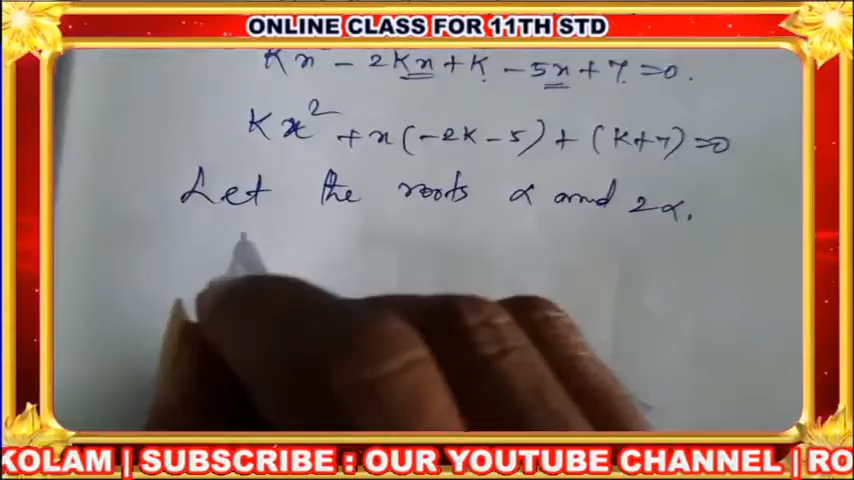 ONLINE CLASS FOR 11TH STD
Kx² - 2Kx + K - 5x + 7 = 0.
Kx² + x(-2K - 5) + (K+7) = 0
Let the roots α and 2α.
KOLAM | SUBSCRIBE : OUR YOUTUBE CHANNEL | RO